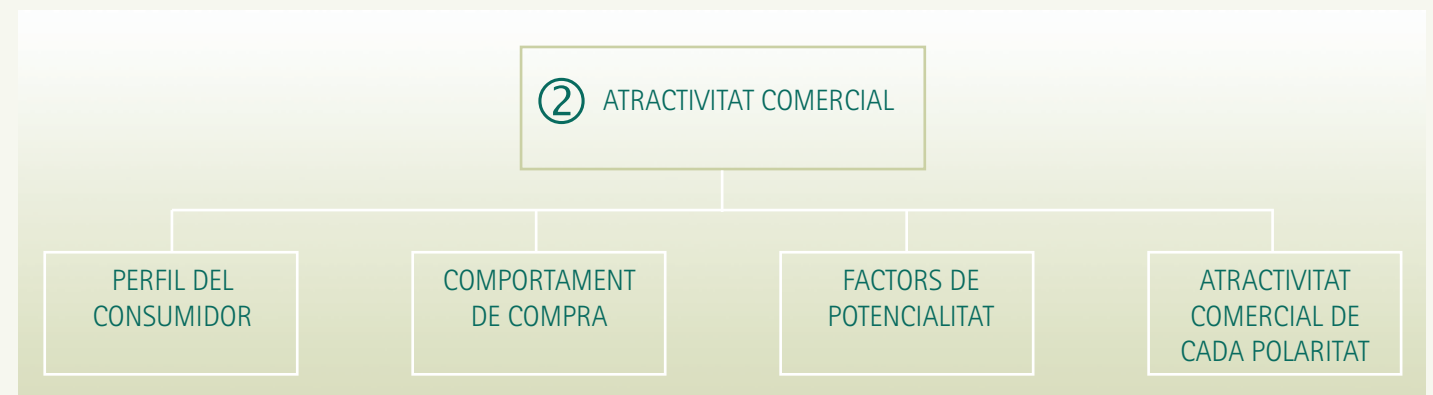 ② ATRACTIVITAT COMERCIAL
PERFIL DEL
CONSUMIDOR
COMPORTAMENT
DE COMPRA
FACTORS DE
POTENCIALITAT
ATRACTIVITAT
COMERCIAL DE
CADA POLARITAT